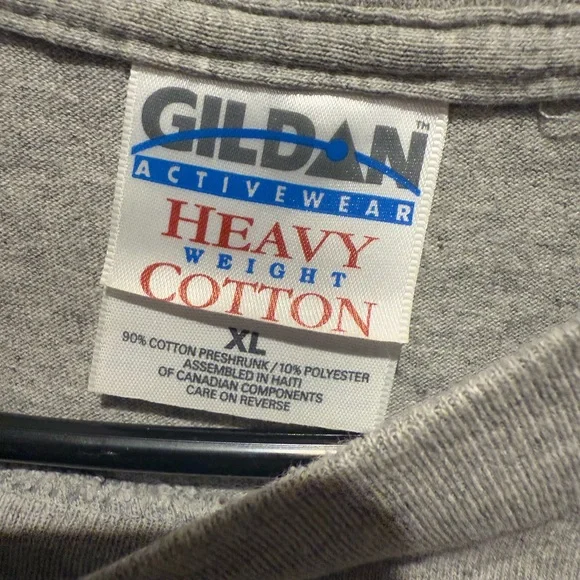 GILDAN™
ACTIVEWEAR
HEAVY
WEIGHT
COTTON
XL
90% COTTON PRESHRUNK / 10% POLYESTER
ASSEMBLED IN HAITI
OF CANADIAN COMPONENTS
CARE ON REVERSE